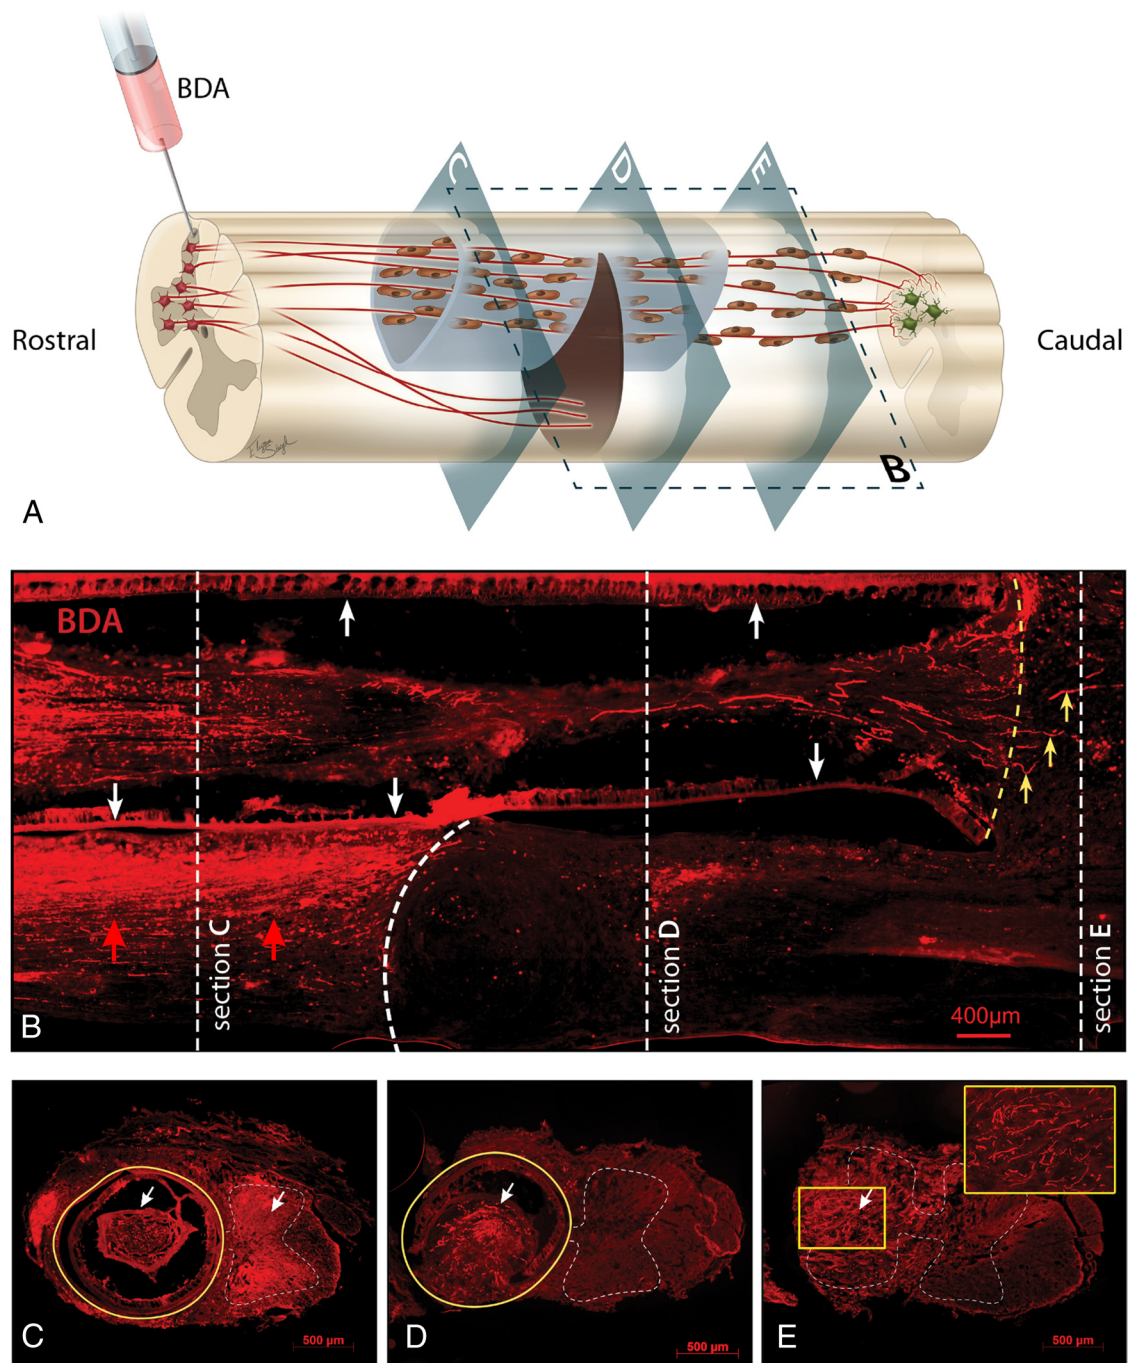 BDA
C
D
E
Rostral
Caudal
B
A
BDA
section C
section D
section E
400µm
B
C
500 µm
D
500 µm
E
500 µm